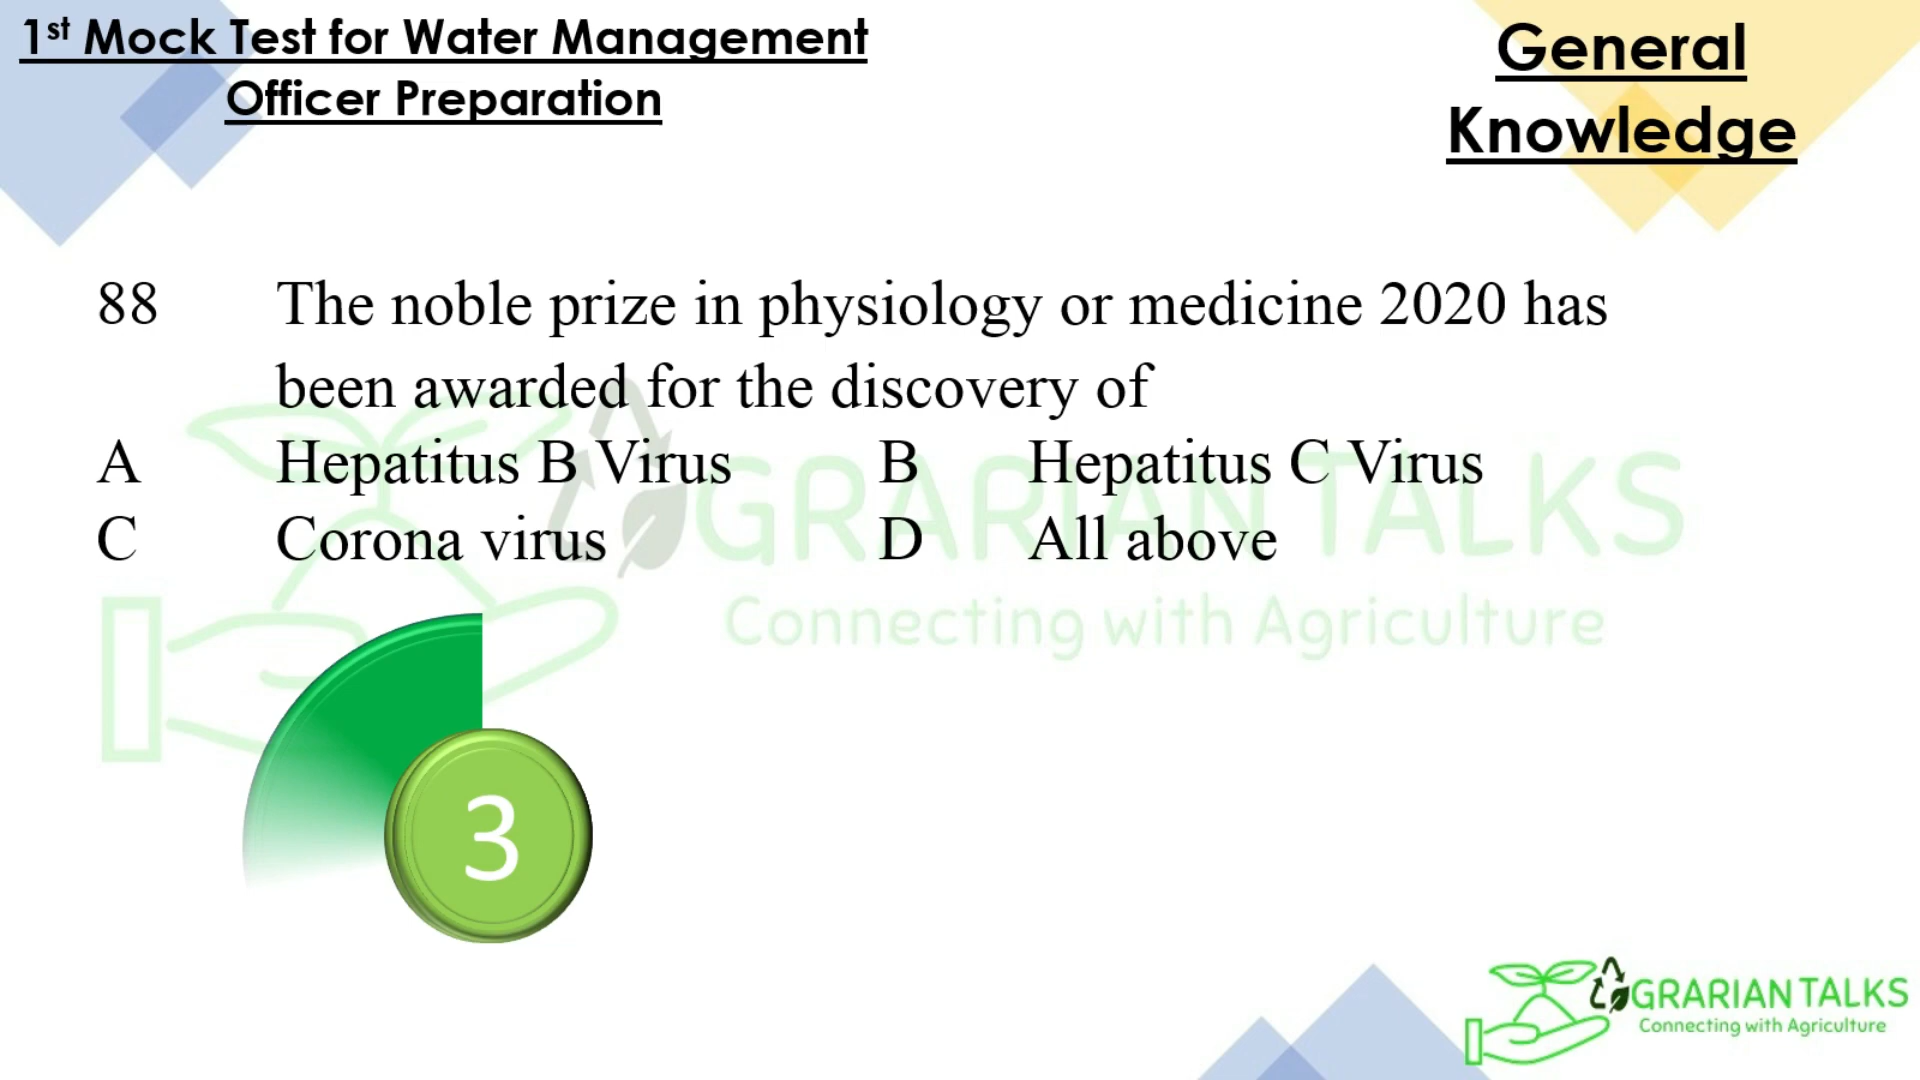 1st Mock Test for Water Management
Officer Preparation
General
Knowledge
88 The noble prize in physiology or medicine 2020 has
been awarded for the discovery of
A Hepatitus B Virus B Hepatitus C Virus
C Corona virus D All above
GRARIAN TALKS
Connecting with Agriculture
3
GRARIAN TALKS
Connecting with Agriculture